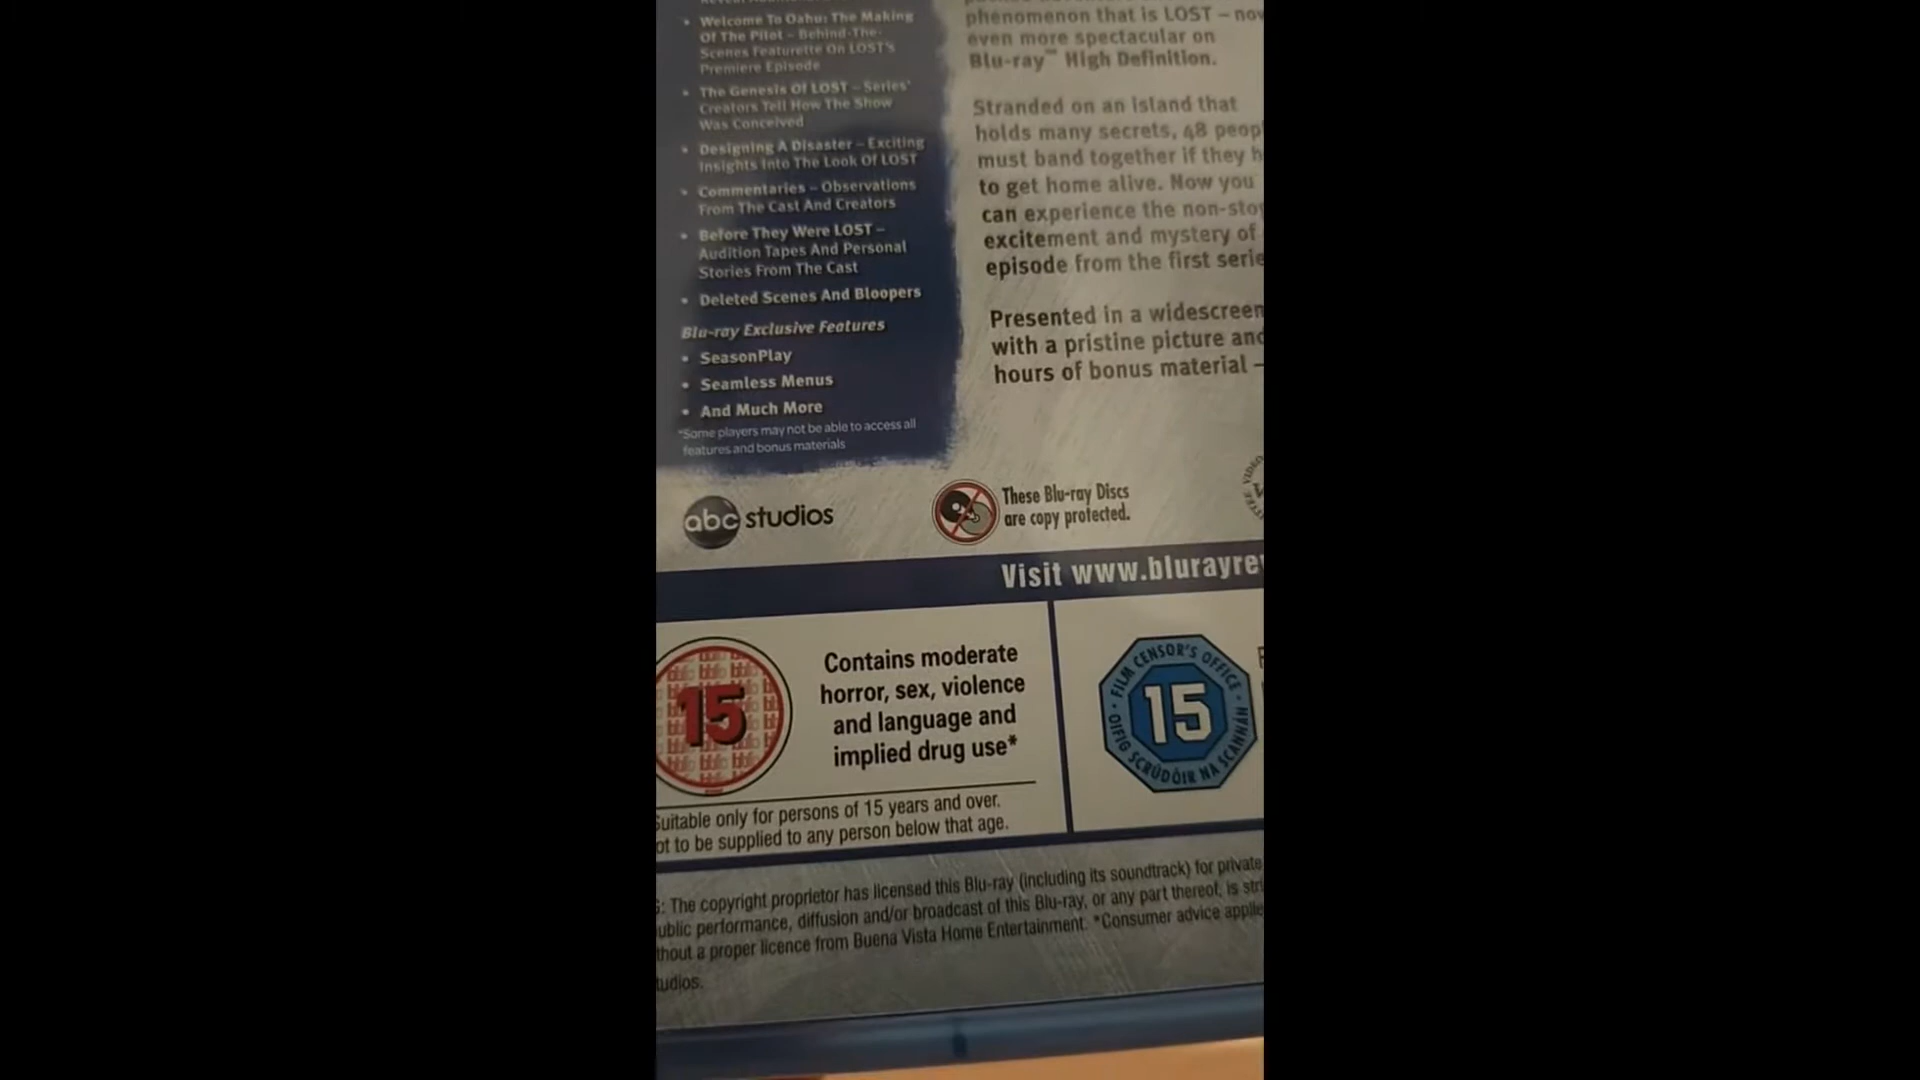 Welcome To Oahu: The Making
Of The Pilot – Behind-The-
Scenes Featurette On LOST's
Premiere Episode
The Genesis Of LOST – Series'
Creators Tell How The Show
Was Conceived
Designing A Disaster – Exciting
Insights Into The Look Of LOST
Commentaries – Observations
From The Cast And Creators
Before They Were LOST –
Audition Tapes And Personal
Stories From The Cast
Deleted Scenes And Bloopers
Blu-ray Exclusive Features
SeasonPlay
Seamless Menus
And Much More
*Some players may not be able to access all
features and bonus materials
phenomenon that is LOST – now
even more spectacular on
Blu-ray™ High Definition.
Stranded on an island that
holds many secrets, 48 peop
must band together if they h
to get home alive. Now you
can experience the non-stop
excitement and mystery of
episode from the first serie
Presented in a widescreen
with a pristine picture and
hours of bonus material –
abc studios
These Blu-ray Discs
are copy protected.
Visit www.blurayre
15
Contains moderate
horror, sex, violence
and language and
implied drug use*
Suitable only for persons of 15 years and over.
ot to be supplied to any person below that age.
FILM CENSOR'S OFFICE
15
OIFIG SCRÚDÓIR NA SCANNÁN
: The copyright proprietor has licensed this Blu-ray (including its soundtrack) for private
ublic performance, diffusion and/or broadcast of this Blu-ray, or any part thereof, is stri
thout a proper licence from Buena Vista Home Entertainment. *Consumer advice applie
tudios.